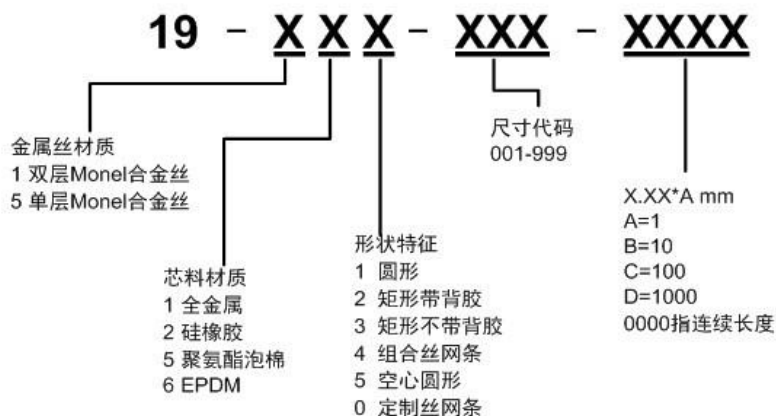 19 - X X X - XXX - XXXX
金属丝材质
1 双层Monel合金丝
5 单层Monel合金丝
芯料材质
1 全金属
2 硅橡胶
5 聚氨酯泡棉
6 EPDM
形状特征
1 圆形
2 矩形带背胶
3 矩形不带背胶
4 组合丝网条
5 空心圆形
0 定制丝网条
尺寸代码
001-999
X.XX*A mm
A=1
B=10
C=100
D=1000
0000指连续长度